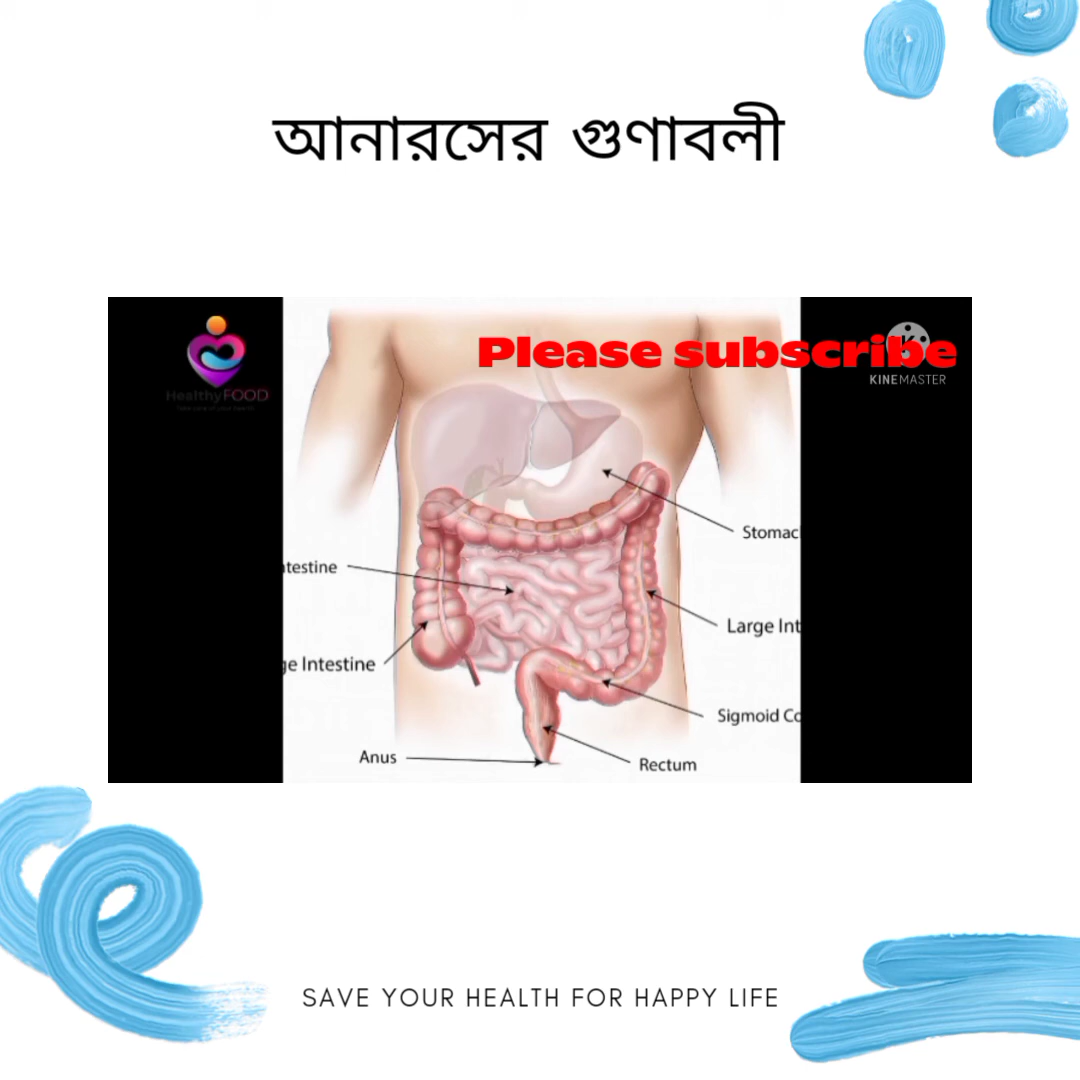 আনারসের গুণাবলী
Please subscribe
KINEMASTER
HealthyFOOD
Stomac
ntestine
Large Int
ge Intestine
Sigmoid Co
Anus
Rectum
SAVE YOUR HEALTH FOR HAPPY LIFE